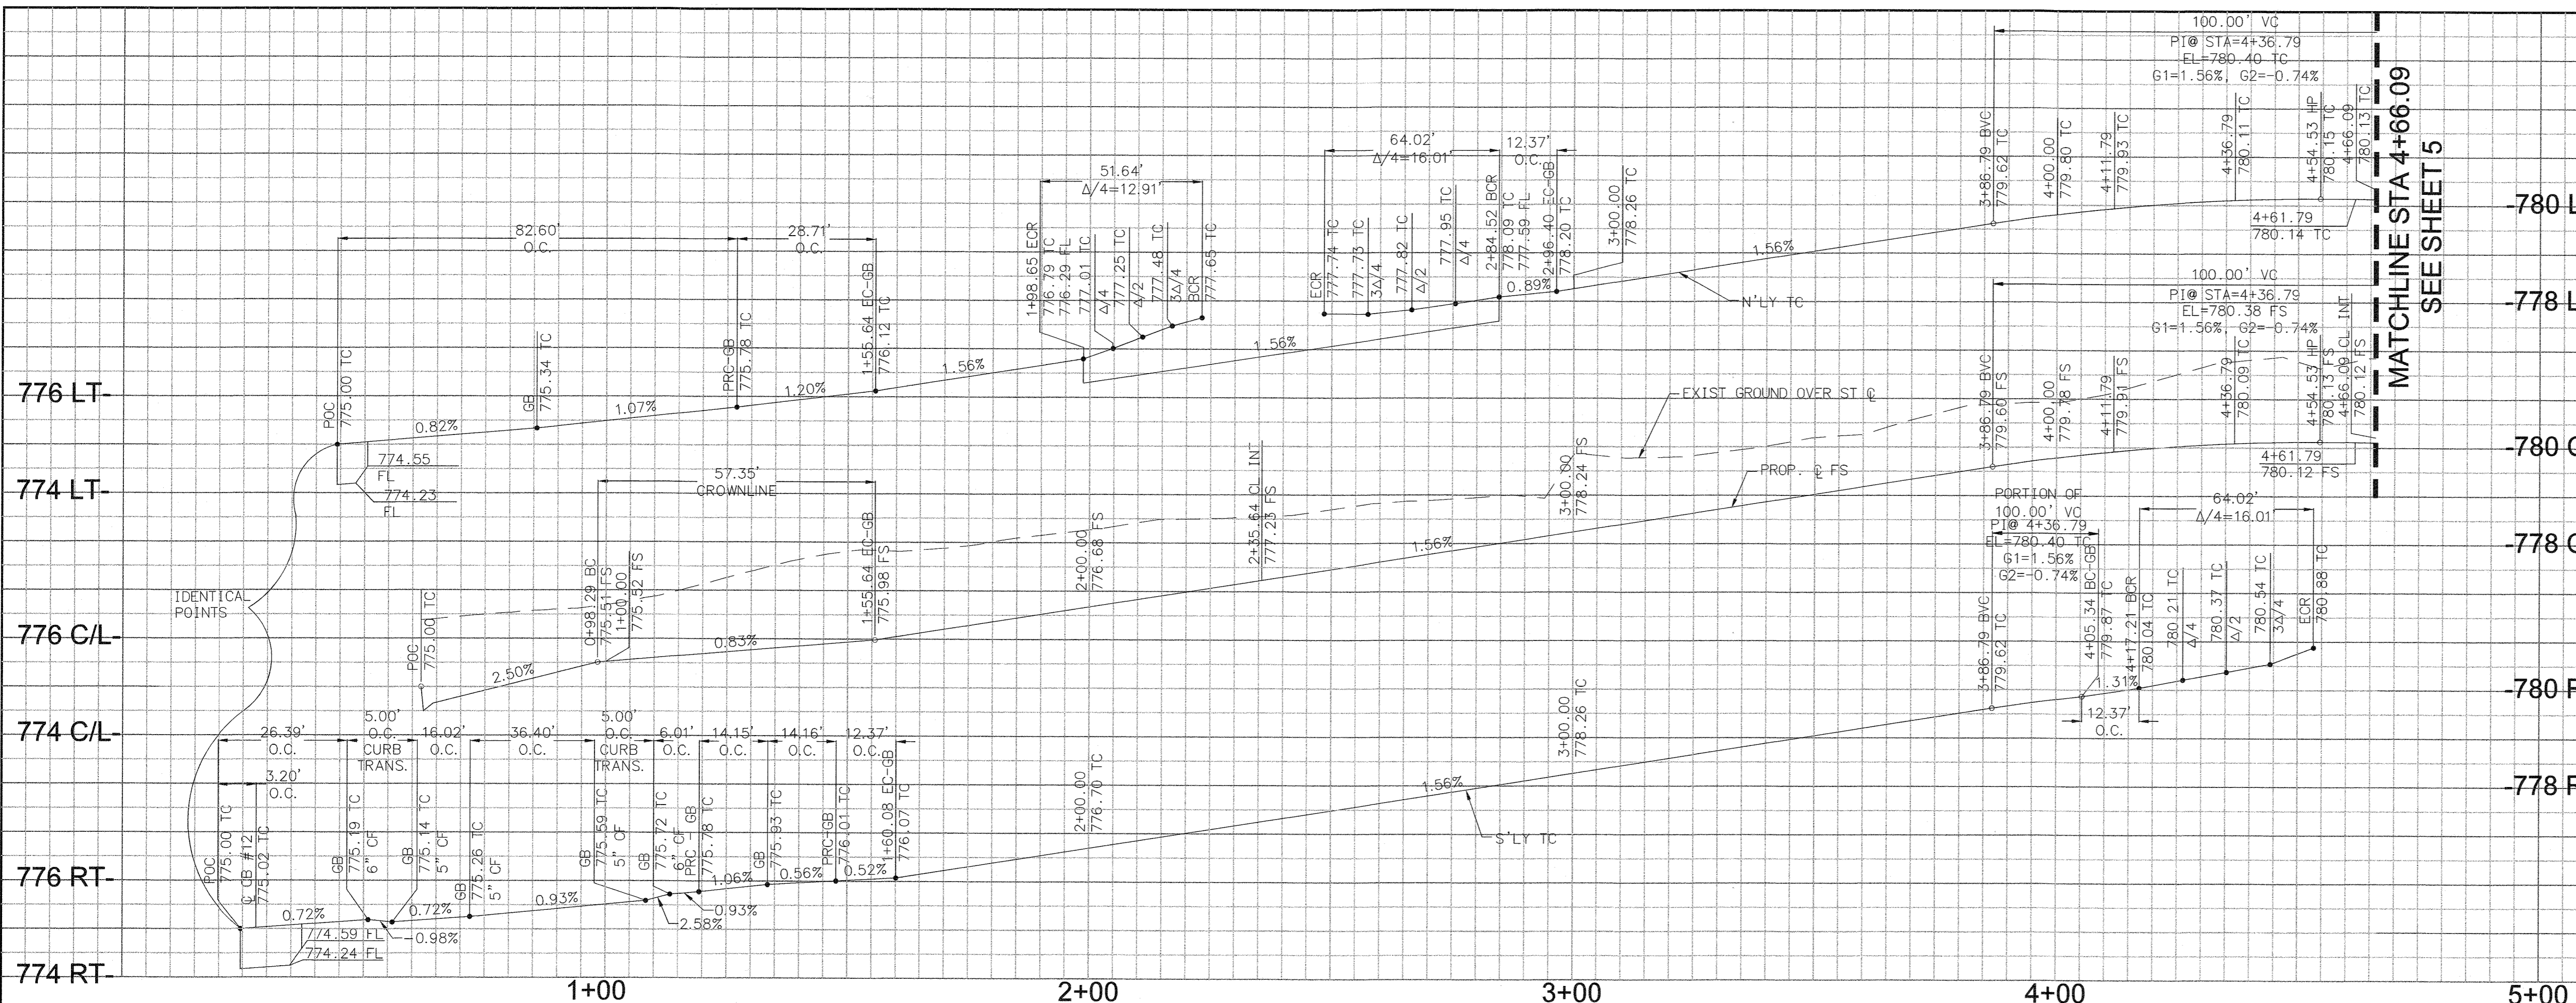 100.00' VC
PI@ STA=4+36.79
EL=780.40 TC
G1=1.56%, G2=-0.74%
MATCHLINE STA 4+66.09
SEE SHEET 5
3+86.79 BVC
779.62 TC
4+00.00
779.80 TC
4+11.79
779.93 TC
4+36.79
780.11 TC
4+54.53 HP
780.15 TC
4+66.09
780.13 TC
4+61.79
780.14 TC
-780 L
64.02'
Δ/4=16.01'
12.37'
O.C.
51.64'
Δ/4=12.91'
82.60'
O.C.
28.71'
O.C.
1+98.65 ECR
776.79 TC
776.29 FL
777.01 TC
Δ/4
777.25 TC
Δ/2
777.48 TC
3Δ/4
BCR
777.65 TC
ECR
777.74 TC
777.73 TC
3Δ/4
777.82 TC
Δ/2
777.95 TC
Δ/4
2+84.52 BCR
778.09 TC
777.59 FL
2+96.40 EC-GB
778.20 TC
0.89%
3+00.00
778.26 TC
1.56%
N'LY TC
-778 L
POC
775.00 TC
GB
775.34 TC
PRC-GB
775.78 TC
1+55.64 EC-GB
776.12 TC
0.82%
1.07%
1.20%
1.56%
1.56%
776 LT-
774 LT-
774.55
FL
774.23
FL
100.00' VC
PI@ STA=4+36.79
EL=780.38 FS
G1=1.56%, G2=-0.74%
3+86.79 BVC
779.60 FS
4+00.00
779.78 FS
4+11.79
779.91 FS
4+36.79
780.09 TC
4+54.53 HP
780.13 FS
4+66.09 CL INT
780.12 FS
4+61.79
780.12 FS
-780 C
EXIST GROUND OVER ST ℄
PROP. ℄ FS
57.35'
CROWNLINE
IDENTICAL
POINTS
POC
775.00 TC
0+98.29 BC
775.51 FS
1+00.00
775.52 FS
1+55.64 EC-GB
775.98 FS
2+00.00
776.68 FS
2+35.64 CL INT
777.23 FS
3+00.00
778.24 FS
2.50%
0.83%
1.56%
-778 C
776 C/L-
774 C/L-
PORTION OF
100.00' VC
PI@ 4+36.79
EL=780.40 TC
G1=1.56%
G2=-0.74%
64.02'
Δ/4=16.01'
3+86.79 BVC
779.62 TC
4+05.34 BC-GB
779.87 TC
4+17.21 BCR
780.04 TC
780.21 TC
Δ/4
780.37 TC
Δ/2
780.54 TC
3Δ/4
ECR
780.88 TC
1.31%
12.37'
O.C.
-780 R
-778 R
26.39'
O.C.
5.00'
O.C.
CURB
TRANS.
16.02'
O.C.
36.40'
O.C.
5.00'
O.C.
CURB
TRANS.
6.01'
O.C.
14.15'
O.C.
14.16'
O.C.
12.37'
O.C.
3.20'
O.C.
POC
775.00 TC
℄ CB #12
775.02 TC
GB
775.19 TC
6" CF
GB
775.14 TC
5" CF
GB
775.26 TC
5" CF
GB
775.59 TC
5" CF
GB
775.72 TC
6" CF
PRC - GB
775.78 TC
GB
775.93 TC
PRC-GB
776.01 TC
1+60.08 EC-GB
776.07 TC
2+00.00
776.70 TC
3+00.00
778.26 TC
1.56%
S'LY TC
0.72%
-0.98%
0.72%
0.93%
2.58%
0.93%
1.06%
0.56%
0.52%
774.59 FL
774.24 FL
776 RT-
774 RT-
1+00
2+00
3+00
4+00
5+00